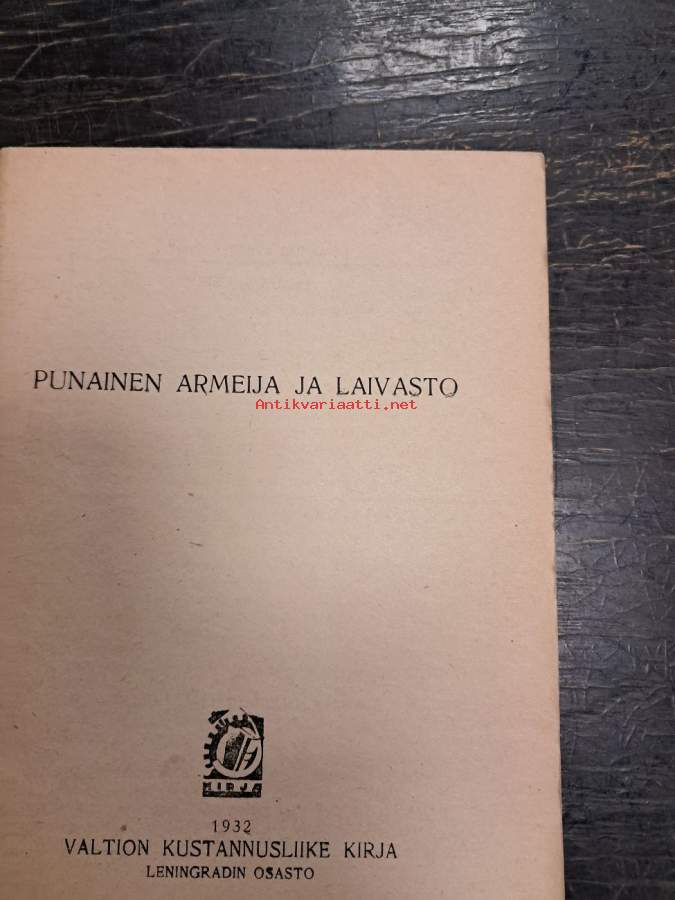 PUNAINEN ARMEIJA JA LAIVASTO
Antikvariaatti.net
KIRJA
1932
VALTION KUSTANNUSLIIKE KIRJA
LENINGRADIN OSASTO